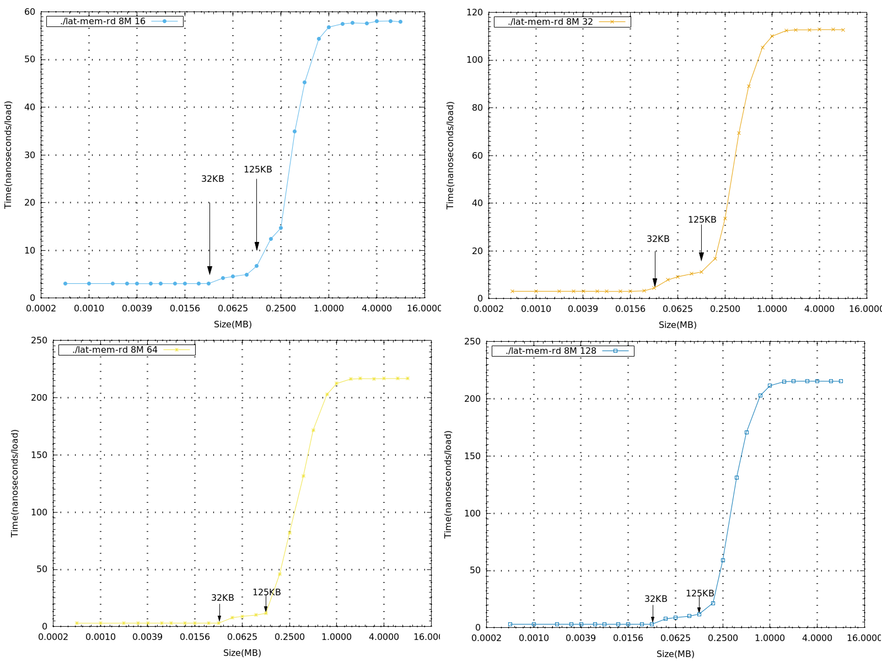 ./lat-mem-rd 8M 16
60
50
40
30
20
10
0
32KB
125KB
Time(nanoseconds/load)
0.0002 0.0010 0.0039 0.0156 0.0625 0.2500 1.0000 4.0000 16.0000
Size(MB)
./lat-mem-rd 8M 32
120
100
80
60
40
20
0
32KB
125KB
Time(nanoseconds/load)
0.0002 0.0010 0.0039 0.0156 0.0625 0.2500 1.0000 4.0000 16.000
Size(MB)
./lat-mem-rd 8M 64
250
200
150
100
50
0
32KB
125KB
Time(nanoseconds/load)
0.0002 0.0010 0.0039 0.0156 0.0625 0.2500 1.0000 4.0000 16.000
Size(MB)
./lat-mem-rd 8M 128
250
200
150
100
50
0
32KB
125KB
Time(nanoseconds/load)
0.0002 0.0010 0.0039 0.0156 0.0625 0.2500 1.0000 4.0000 16.000
Size(MB)